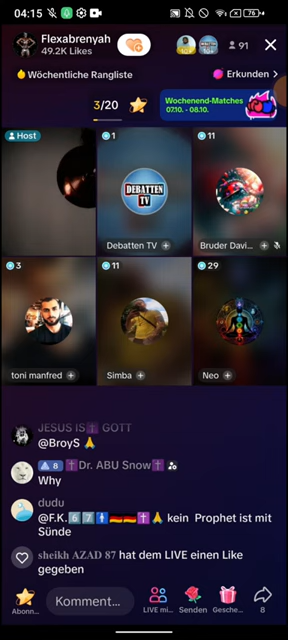 04:15
76
Flexabrenyah
49.2K Likes
91
Wöchentliche Rangliste
Erkunden >
3/20
Wochenend-Matches
07.10. - 08.10.
Host
1
11
DEBATTEN
TV
Debatten TV
Bruder Davi...
3
11
29
toni manfred
Simba
Neo
JESUS IS✝️ GOTT
@BroyS 🙏
8 ✝️Dr. ABU Snow✝️
Why
dudu
@F.K.6️⃣7️⃣🚹🇩🇪🇩🇪✝️🙏 kein Prophet ist mit
Sünde
sheikh AZAD 87 hat dem LIVE einen Like
gegeben
Abonn...
Komment...
LIVE mi...
Senden
Gesche...
8